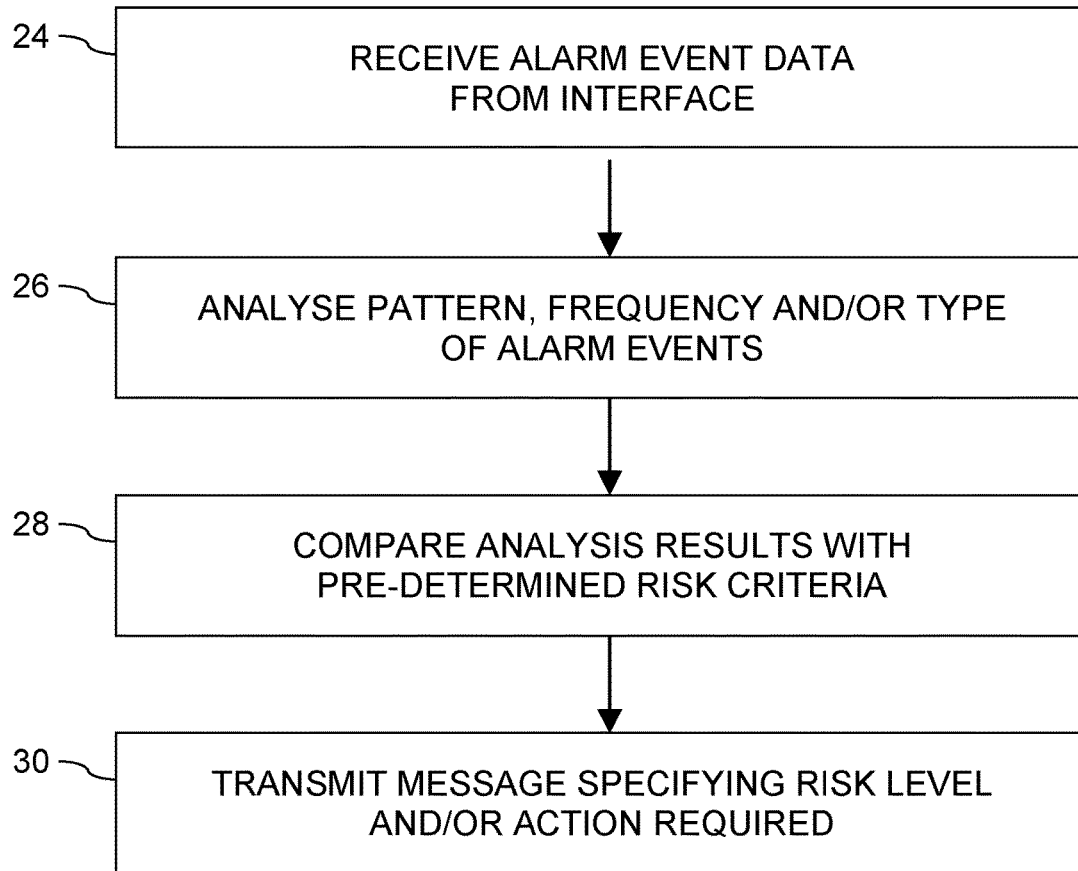 24
RECEIVE ALARM EVENT DATA
FROM INTERFACE
26
ANALYSE PATTERN, FREQUENCY AND/OR TYPE
OF ALARM EVENTS
28
COMPARE ANALYSIS RESULTS WITH
PRE-DETERMINED RISK CRITERIA
30
TRANSMIT MESSAGE SPECIFYING RISK LEVEL
AND/OR ACTION REQUIRED